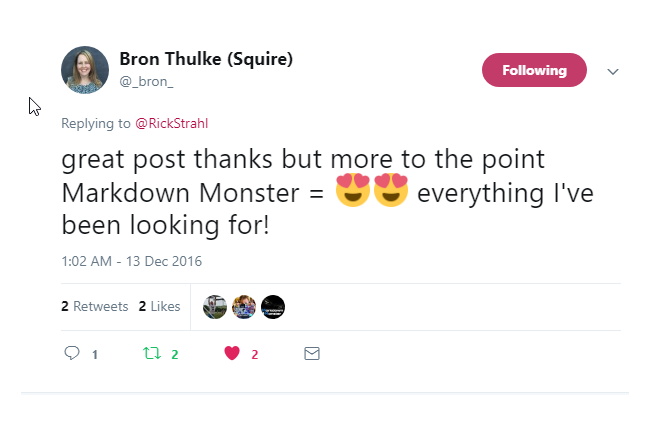 Bron Thulke (Squire)
@_bron_
Following
Replying to @RickStrahl
great post thanks but more to the point
Markdown Monster = 😍😍 everything I've
been looking for!
1:02 AM - 13 Dec 2016
2 Retweets 2 Likes
1 2 2